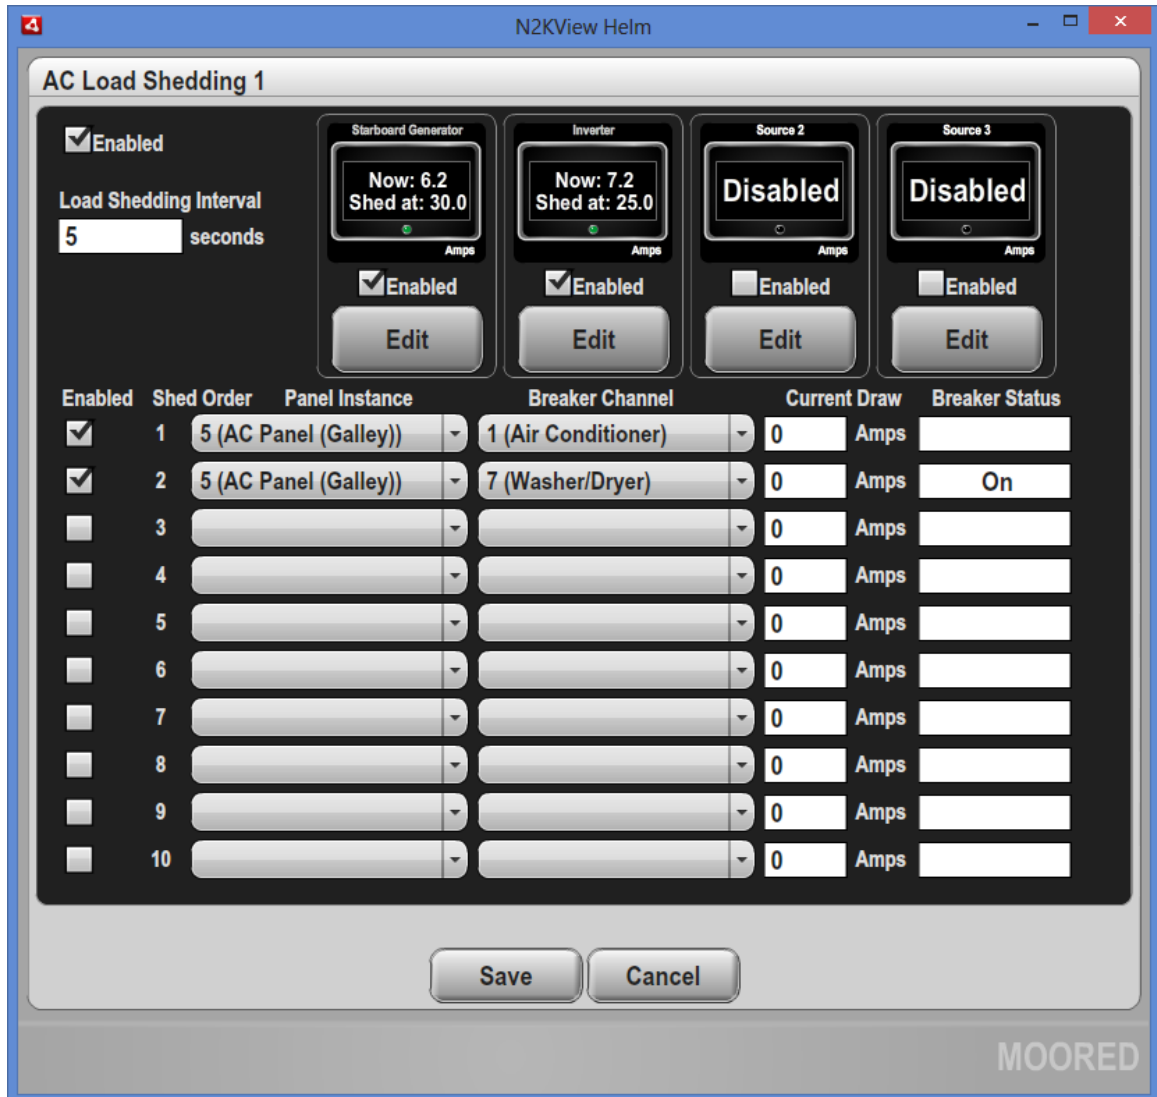 N2KView Helm
AC Load Shedding 1
Enabled
Load Shedding Interval
5 seconds
Starboard Generator
Now: 6.2
Shed at: 30.0
Amps
Enabled
Edit
Inverter
Now: 7.2
Shed at: 25.0
Amps
Enabled
Edit
Source 2
Disabled
Amps
Enabled
Edit
Source 3
Disabled
Amps
Enabled
Edit
Enabled Shed Order Panel Instance Breaker Channel Current Draw Breaker Status
1 5 (AC Panel (Galley)) 1 (Air Conditioner) 0 Amps
2 5 (AC Panel (Galley)) 7 (Washer/Dryer) 0 Amps On
3 0 Amps
4 0 Amps
5 0 Amps
6 0 Amps
7 0 Amps
8 0 Amps
9 0 Amps
10 0 Amps
Save Cancel
MOORED